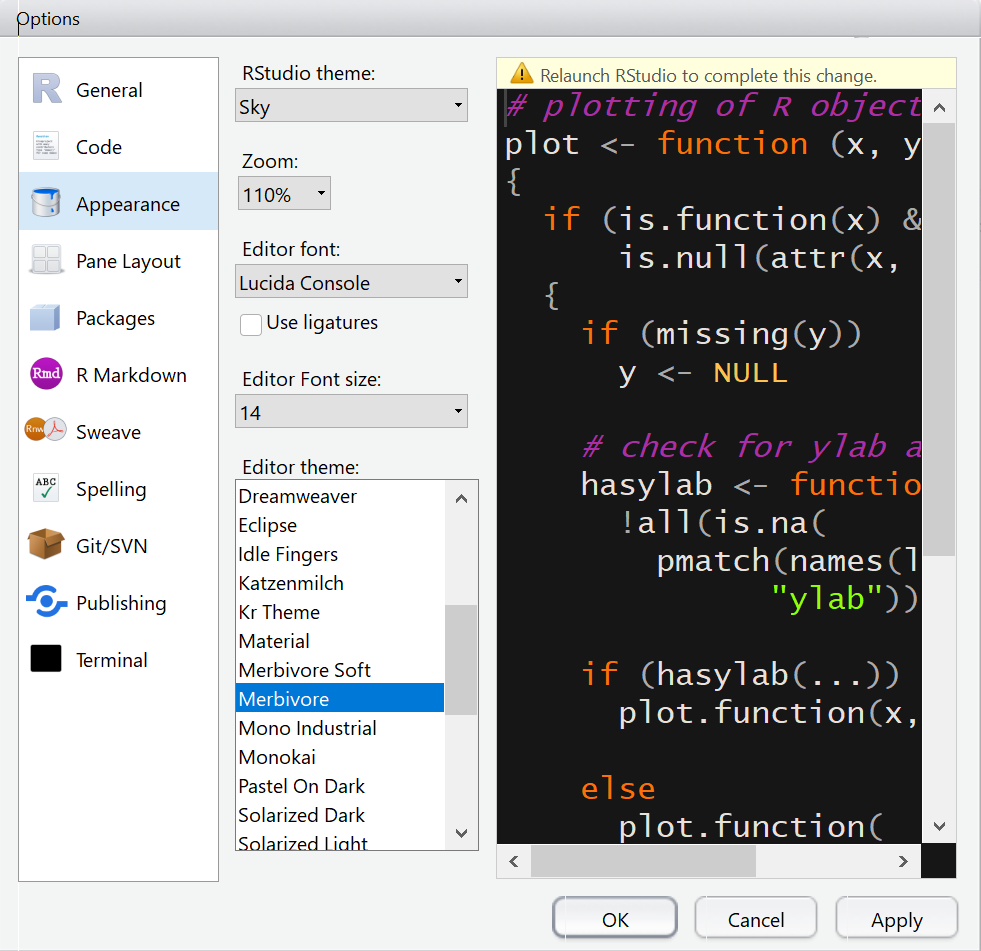 Options
General
Code
Appearance
Pane Layout
Packages
Rmd R Markdown
Rnw Sweave
ABC Spelling
Git/SVN
Publishing
Terminal
RStudio theme:
Sky
Zoom:
110%
Editor font:
Lucida Console
Use ligatures
Editor Font size:
14
Editor theme:
Dreamweaver
Eclipse
Idle Fingers
Katzenmilch
Kr Theme
Material
Merbivore Soft
Merbivore
Mono Industrial
Monokai
Pastel On Dark
Solarized Dark
Solarized Light
Relaunch RStudio to complete this change.
# plotting of R object
plot <- function (x, y
{
if (is.function(x) &
is.null(attr(x,
{
if (missing(y))
y <- NULL
# check for ylab a
hasylab <- functio
!all(is.na(
pmatch(names(l
"ylab"))
if (hasylab(...))
plot.function(x,
else
plot.function(
OK
Cancel
Apply